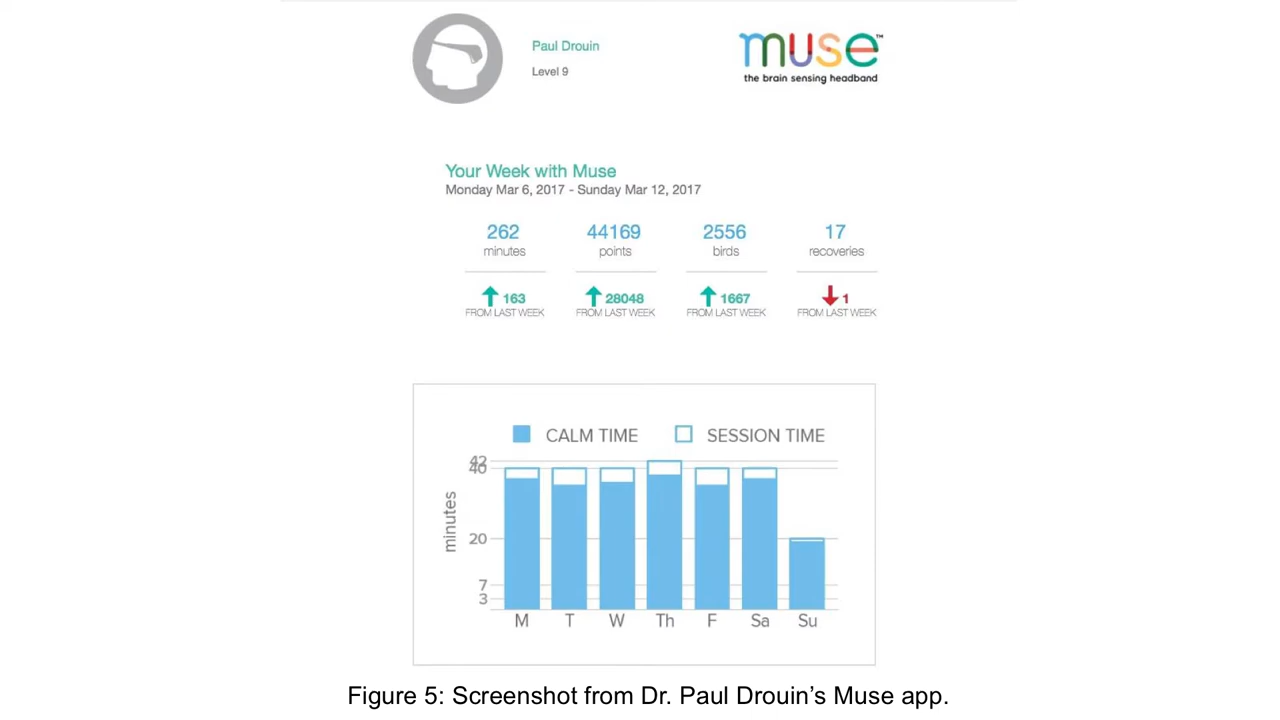 Paul Drouin
Level 9
muse™
the brain sensing headband
Your Week with Muse
Monday Mar 6, 2017 - Sunday Mar 12, 2017
262 44169 2556 17
minutes points birds recoveries
163 28048 1667 1
FROM LAST WEEK FROM LAST WEEK FROM LAST WEEK FROM LAST WEEK
CALM TIME SESSION TIME
42
40
minutes
20
7
3
M T W Th F Sa Su
Figure 5: Screenshot from Dr. Paul Drouin’s Muse app.